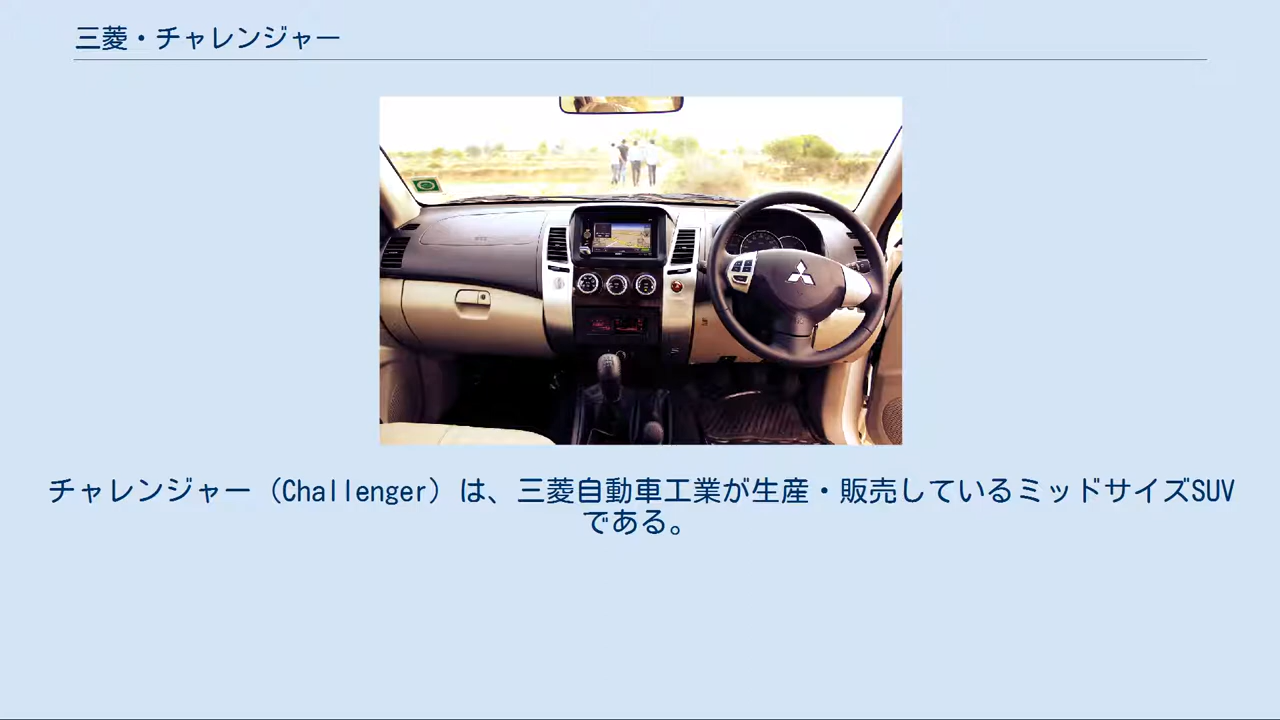 三菱・チャレンジャー
チャレンジャー（Challenger）は、三菱自動車工業が生産・販売しているミッドサイズSUV
である。